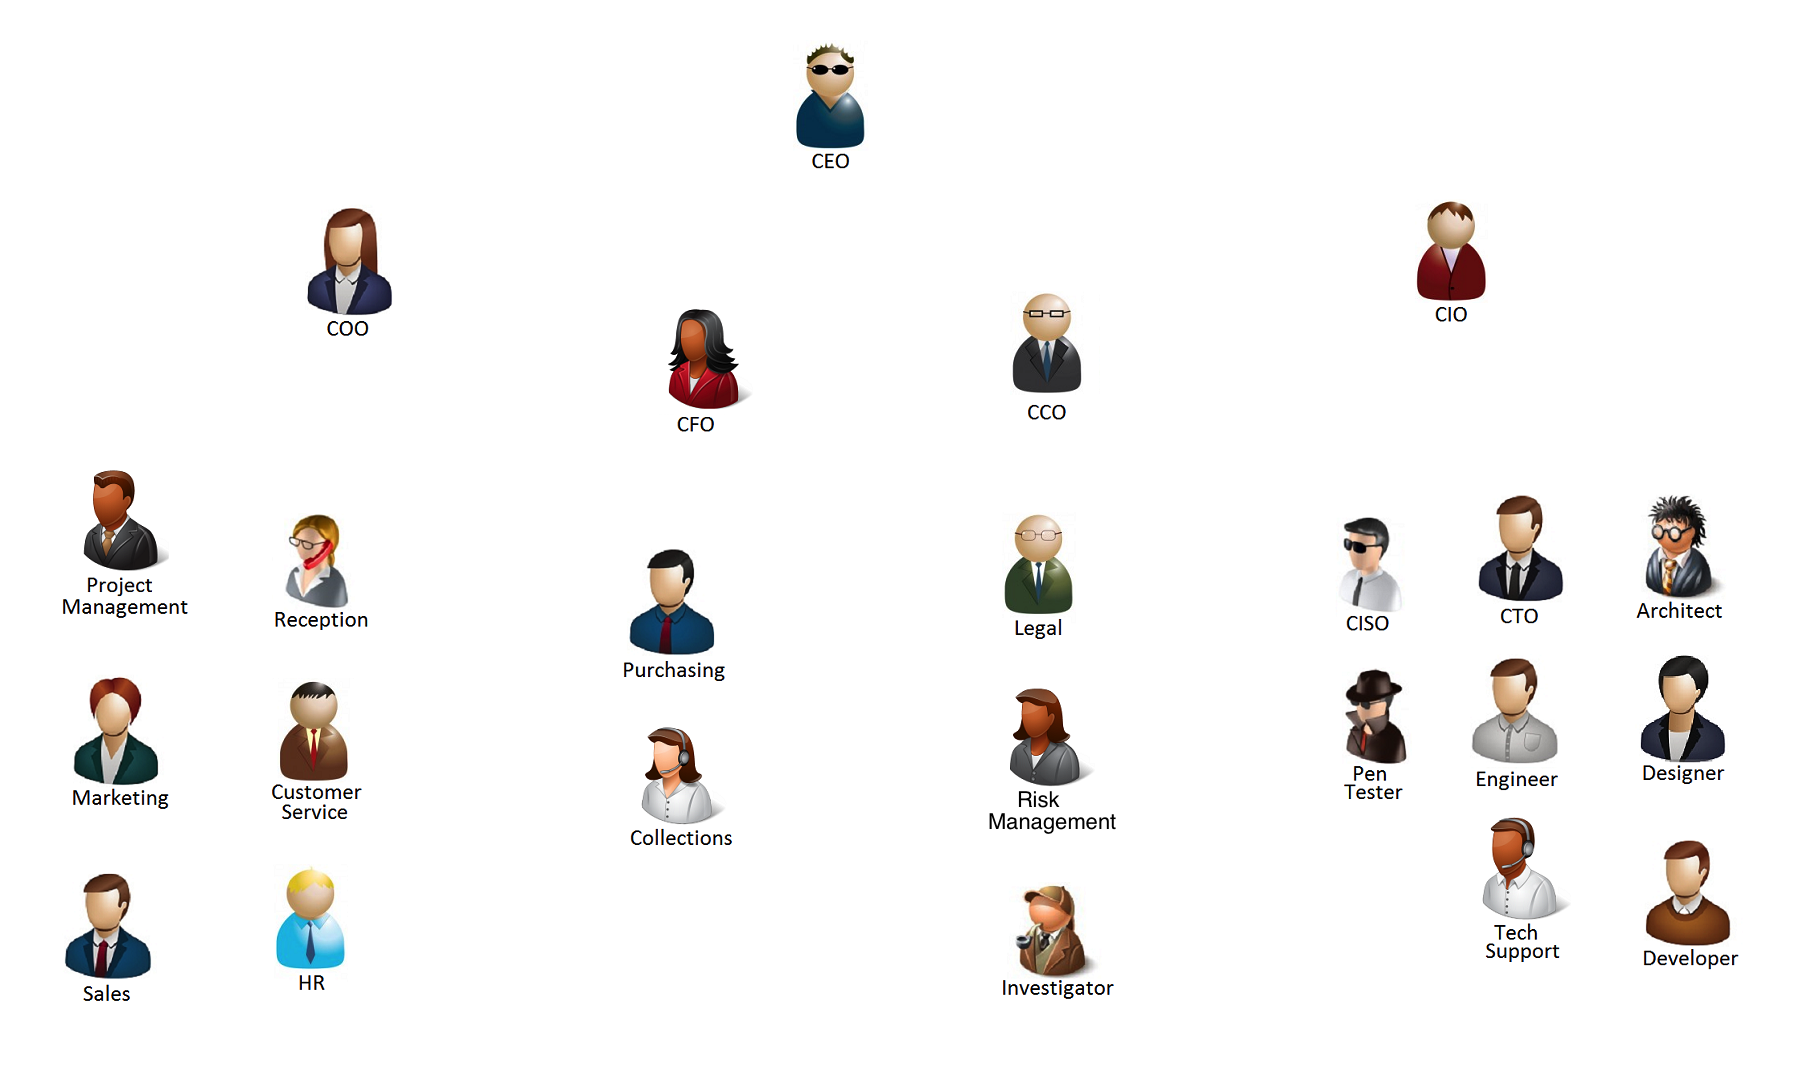 CEO
COO
CIO
CFO
CCO
Project
Management
Reception
Purchasing
Legal
CISO
CTO
Architect
Marketing
Customer
Service
Collections
Risk
Management
Pen
Tester
Engineer
Designer
Sales
HR
Investigator
Tech
Support
Developer